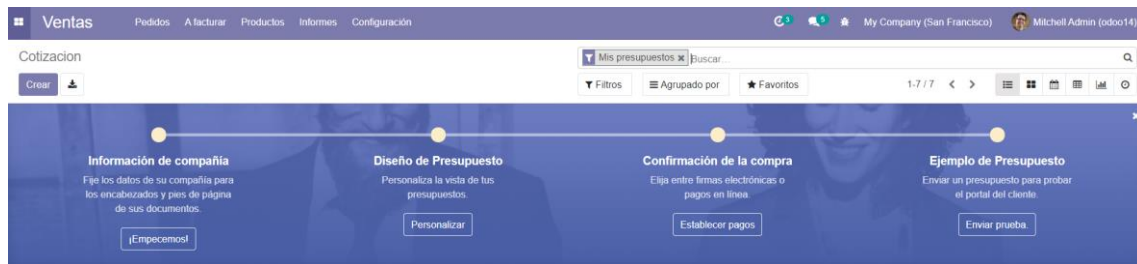 Ventas Pedidos A facturar Productos Informes Configuración 3 5 My Company (San Francisco) Mitchell Admin (odoo14)
Cotizacion Mis presupuestos × Buscar...
Crear Filtros Agrupado por Favoritos 1-7 / 7
Información de compañía
Fije los datos de su compañía para
los encabezados y pies de página
de sus documentos.
¡Empecemos!
Diseño de Presupuesto
Personaliza la vista de tus
presupuestos.
Personalizar
Confirmación de la compra
Elija entre firmas electrónicas o
pagos en línea.
Establecer pagos
Ejemplo de Presupuesto
Enviar un presupuesto para probar
el portal del cliente.
Enviar prueba.